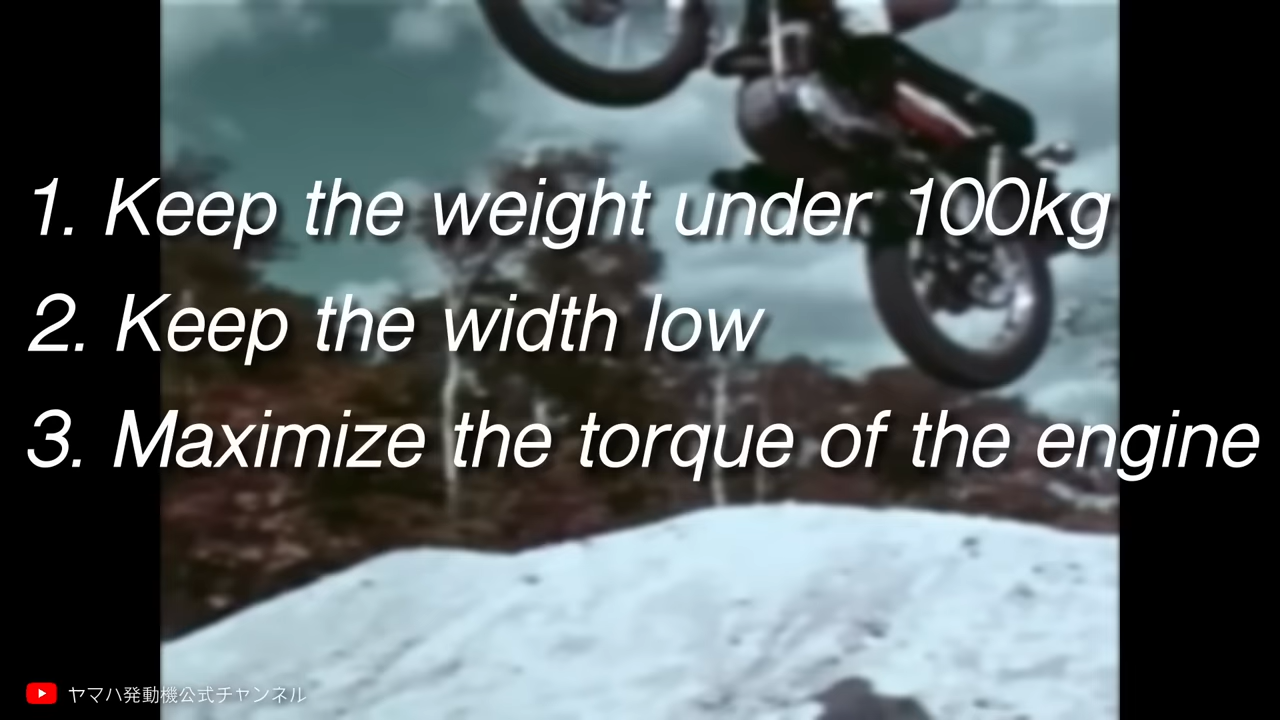 1. Keep the weight under 100kg
2. Keep the width low
3. Maximize the torque of the engine
ヤマハ発動機公式チャンネル